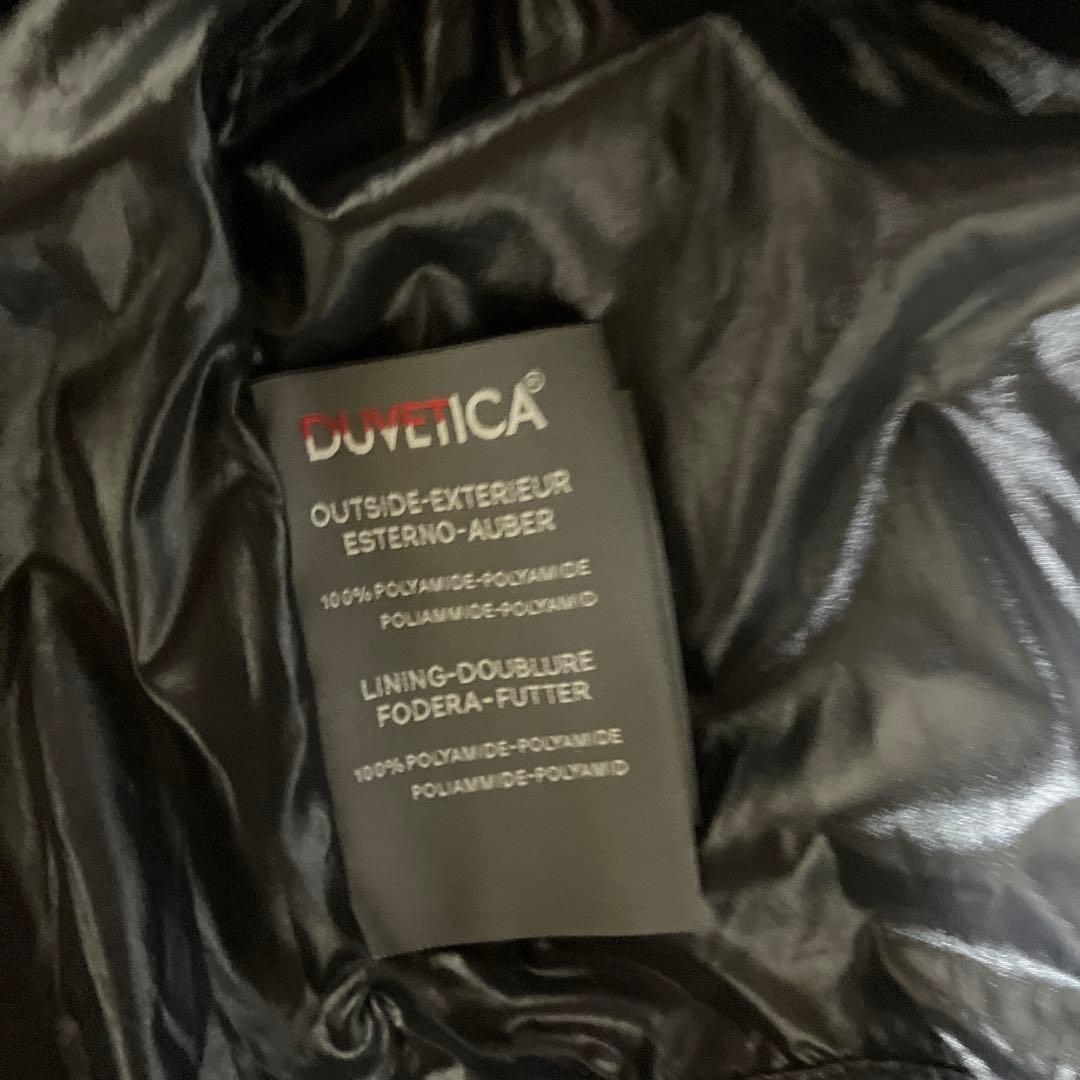 DUVETICA®
OUTSIDE-EXTERIEUR
ESTERNO-AUBER
100% POLYAMIDE-POLYAMIDE
POLIAMMIDE-POLYAMID
LINING-DOUBLURE
FODERA-FUTTER
100% POLYAMIDE-POLYAMIDE
POLIAMMIDE-POLYAMID